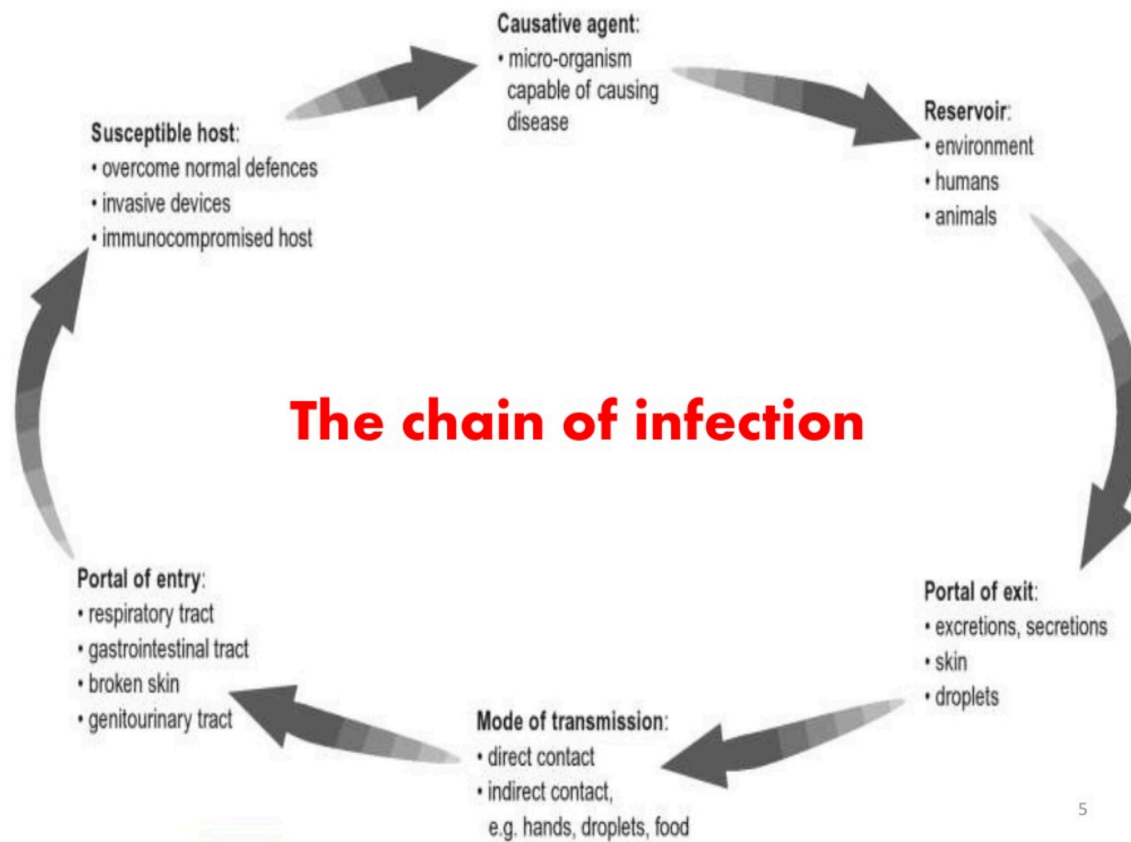 Causative agent:
• micro-organism
capable of causing
disease
Reservoir:
• environment
• humans
• animals
Portal of exit:
• excretions, secretions
• skin
• droplets
Mode of transmission:
• direct contact
• indirect contact,
e.g. hands, droplets, food
Portal of entry:
• respiratory tract
• gastrointestinal tract
• broken skin
• genitourinary tract
Susceptible host:
• overcome normal defences
• invasive devices
• immunocompromised host
The chain of infection
5